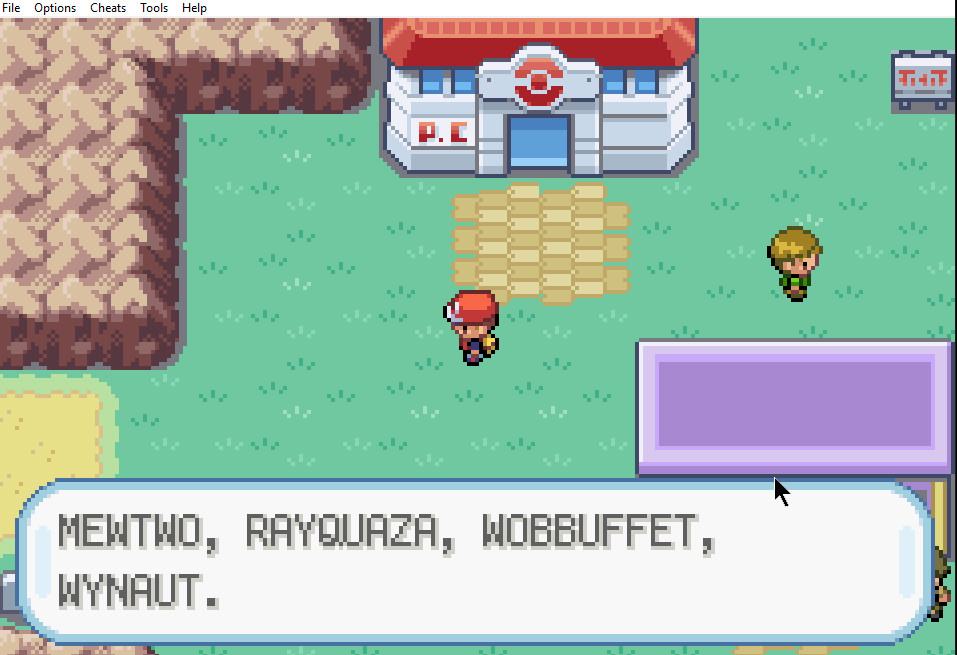 File Options Cheats Tools Help
P.C
MEWTWO, RAYQUAZA, WOBBUFFET,
WYNAUT.